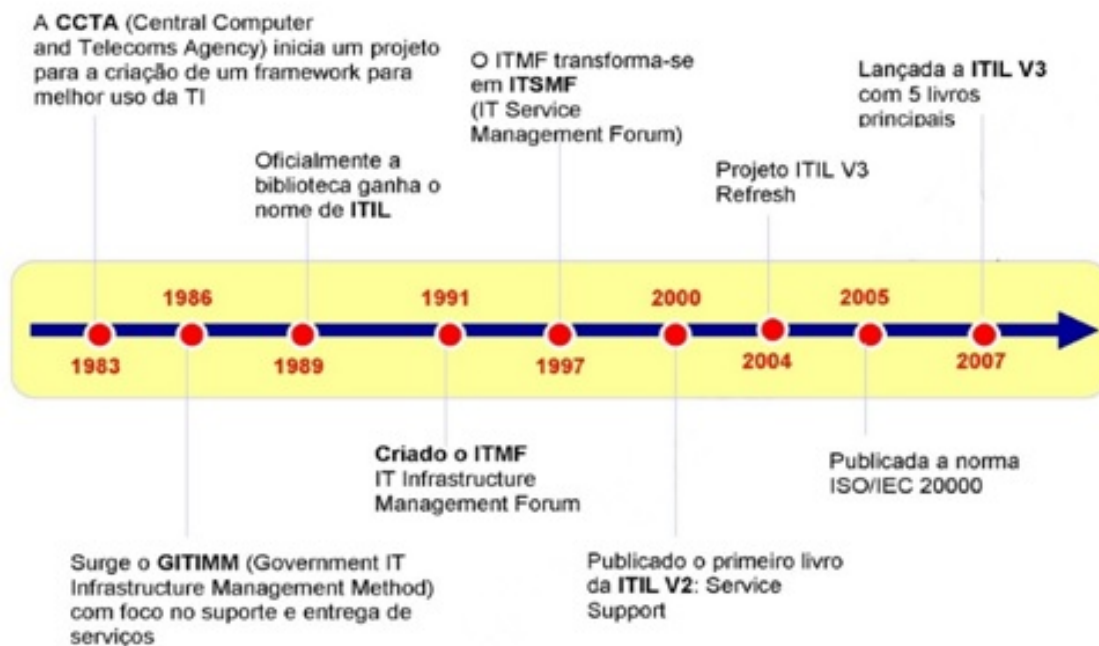 A CCTA (Central Computer
and Telecoms Agency) inicia um projeto
para a criação de um framework para
melhor uso da TI
Oficialmente a
biblioteca ganha o
nome de ITIL
O ITMF transforma-se
em ITSMF
(IT Service
Management Forum)
Projeto ITIL V3
Refresh
Lançada a ITIL V3
com 5 livros
principais
1986
1991
2000
2005
1983
1989
1997
2004
2007
Criado o ITMF
IT Infrastructure
Management Forum
Publicada a norma
ISO/IEC 20000
Surge o GITIMM (Government IT
Infrastructure Management Method)
com foco no suporte e entrega de
serviços
Publicado o primeiro livro
da ITIL V2: Service
Support